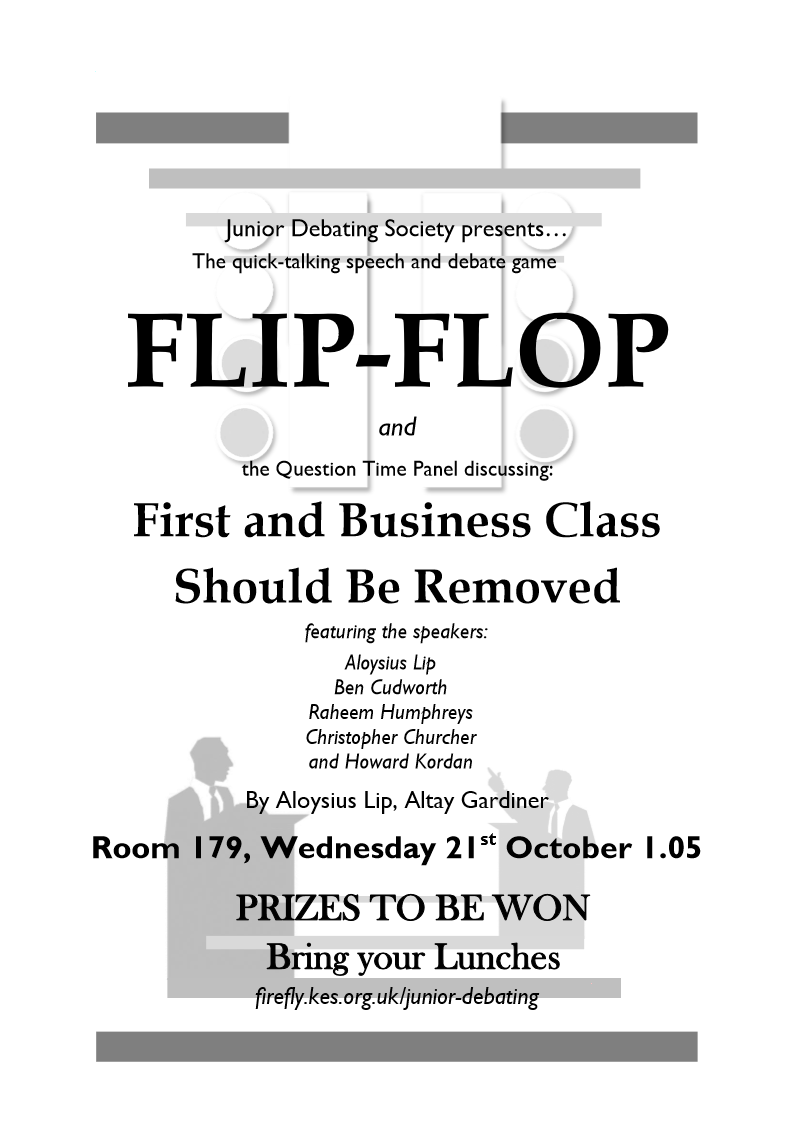 Junior Debating Society presents…
The quick-talking speech and debate game
FLIP-FLOP
and
the Question Time Panel discussing:
First and Business Class
Should Be Removed
featuring the speakers:
Aloysius Lip
Ben Cudworth
Raheem Humphreys
Christopher Churcher
and Howard Kordan
By Aloysius Lip, Altay Gardiner
Room 179, Wednesday 21st October 1.05
PRIZES TO BE WON
Bring your Lunches
firefly.kes.org.uk/junior-debating